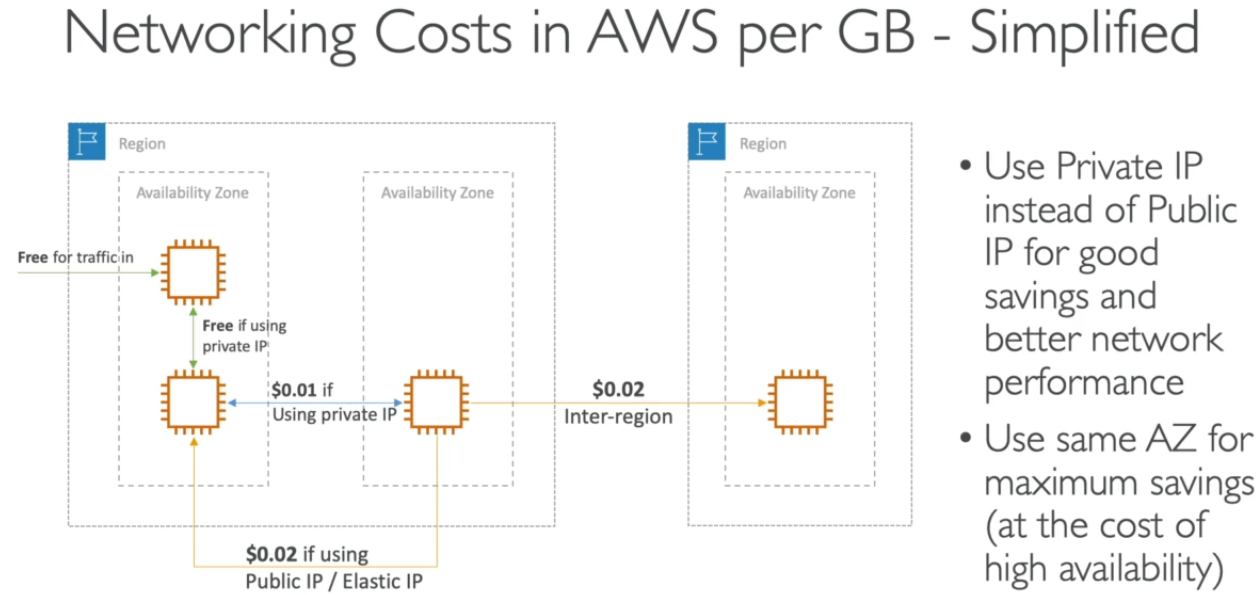 Networking Costs in AWS per GB - Simplified
Region
Availability Zone
Availability Zone
Free for traffic in
Free if using
private IP
$0.01 if
Using private IP
$0.02 if using
Public IP / Elastic IP
$0.02
Inter-region
Region
Availability Zone
• Use Private IP
instead of Public
IP for good
savings and
better network
performance
• Use same AZ for
maximum savings
(at the cost of
high availability)